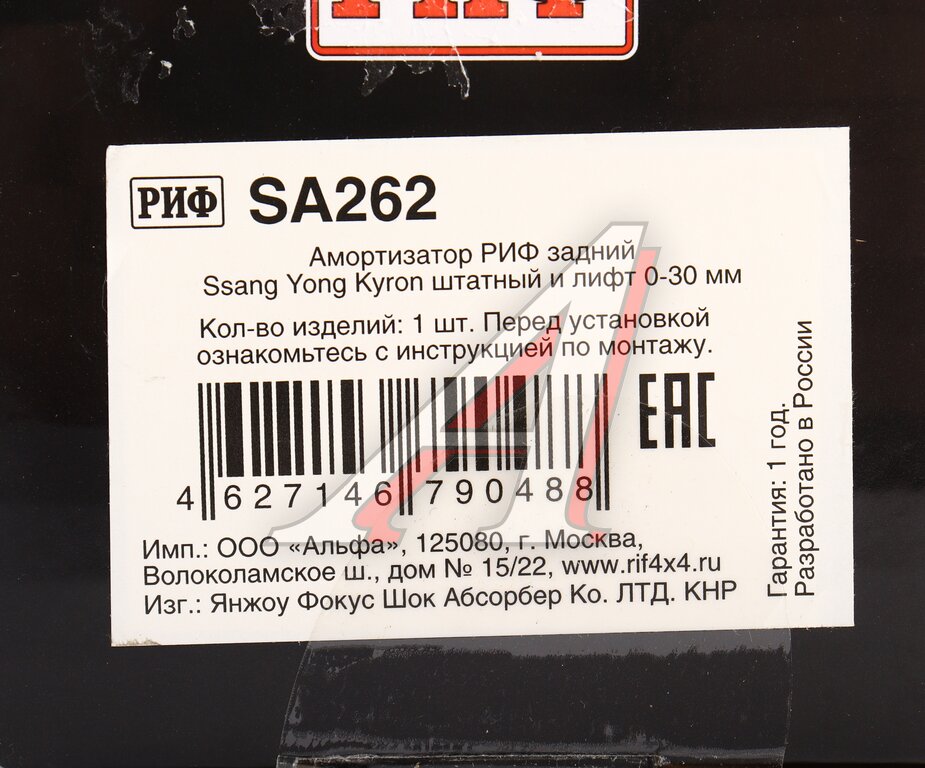 РИФ
РИФ SA262
Амортизатор РИФ задний
Ssang Yong Kyron штатный и лифт 0-30 мм
Кол-во изделий: 1 шт. Перед установкой
ознакомьтесь с инструкцией по монтажу.
EAC
4 627146 790488
Имп.: ООО «Альфа», 125080, г. Москва,
Волоколамское ш., дом № 15/22, www.rif4x4.ru
Изг.: Янжоу Фокус Шок Абсорбер Ко. ЛТД. КНР
Гарантия: 1 год.
Разработано в России